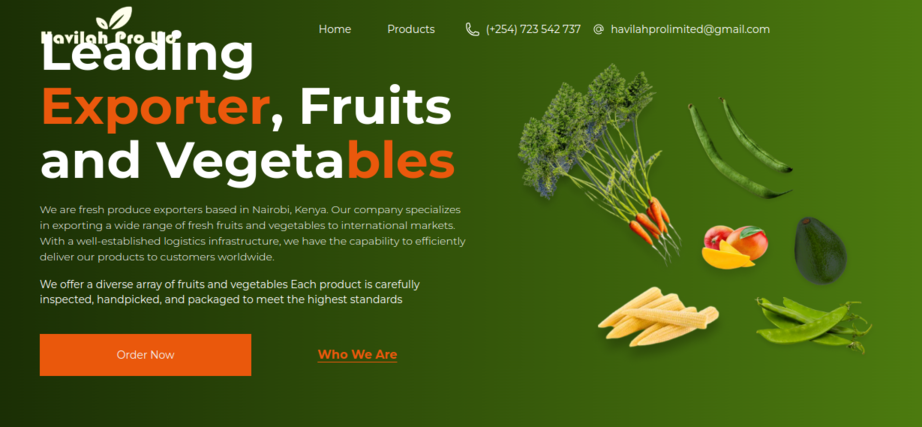 Havilah Pro Ltd
Home Products (+254) 723 542 737 @ havilahprolimited@gmail.com
Leading
Exporter, Fruits
and Vegetables
We are fresh produce exporters based in Nairobi, Kenya. Our company specializes
in exporting a wide range of fresh fruits and vegetables to international markets.
With a well-established logistics infrastructure, we have the capability to efficiently
deliver our products to customers worldwide.
We offer a diverse array of fruits and vegetables Each product is carefully
inspected, handpicked, and packaged to meet the highest standards
Order Now
Who We Are